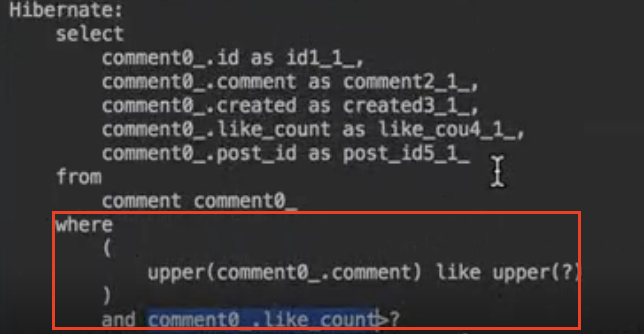 Hibernate:
select
comment0_.id as id1_1_,
comment0_.comment as comment2_1_,
comment0_.created as created3_1_,
comment0_.like_count as like_cou4_1_,
comment0_.post_id as post_id5_1_
from
comment comment0_
where
(
upper(comment0_.comment) like upper(?)
)
and comment0_.like_count>?